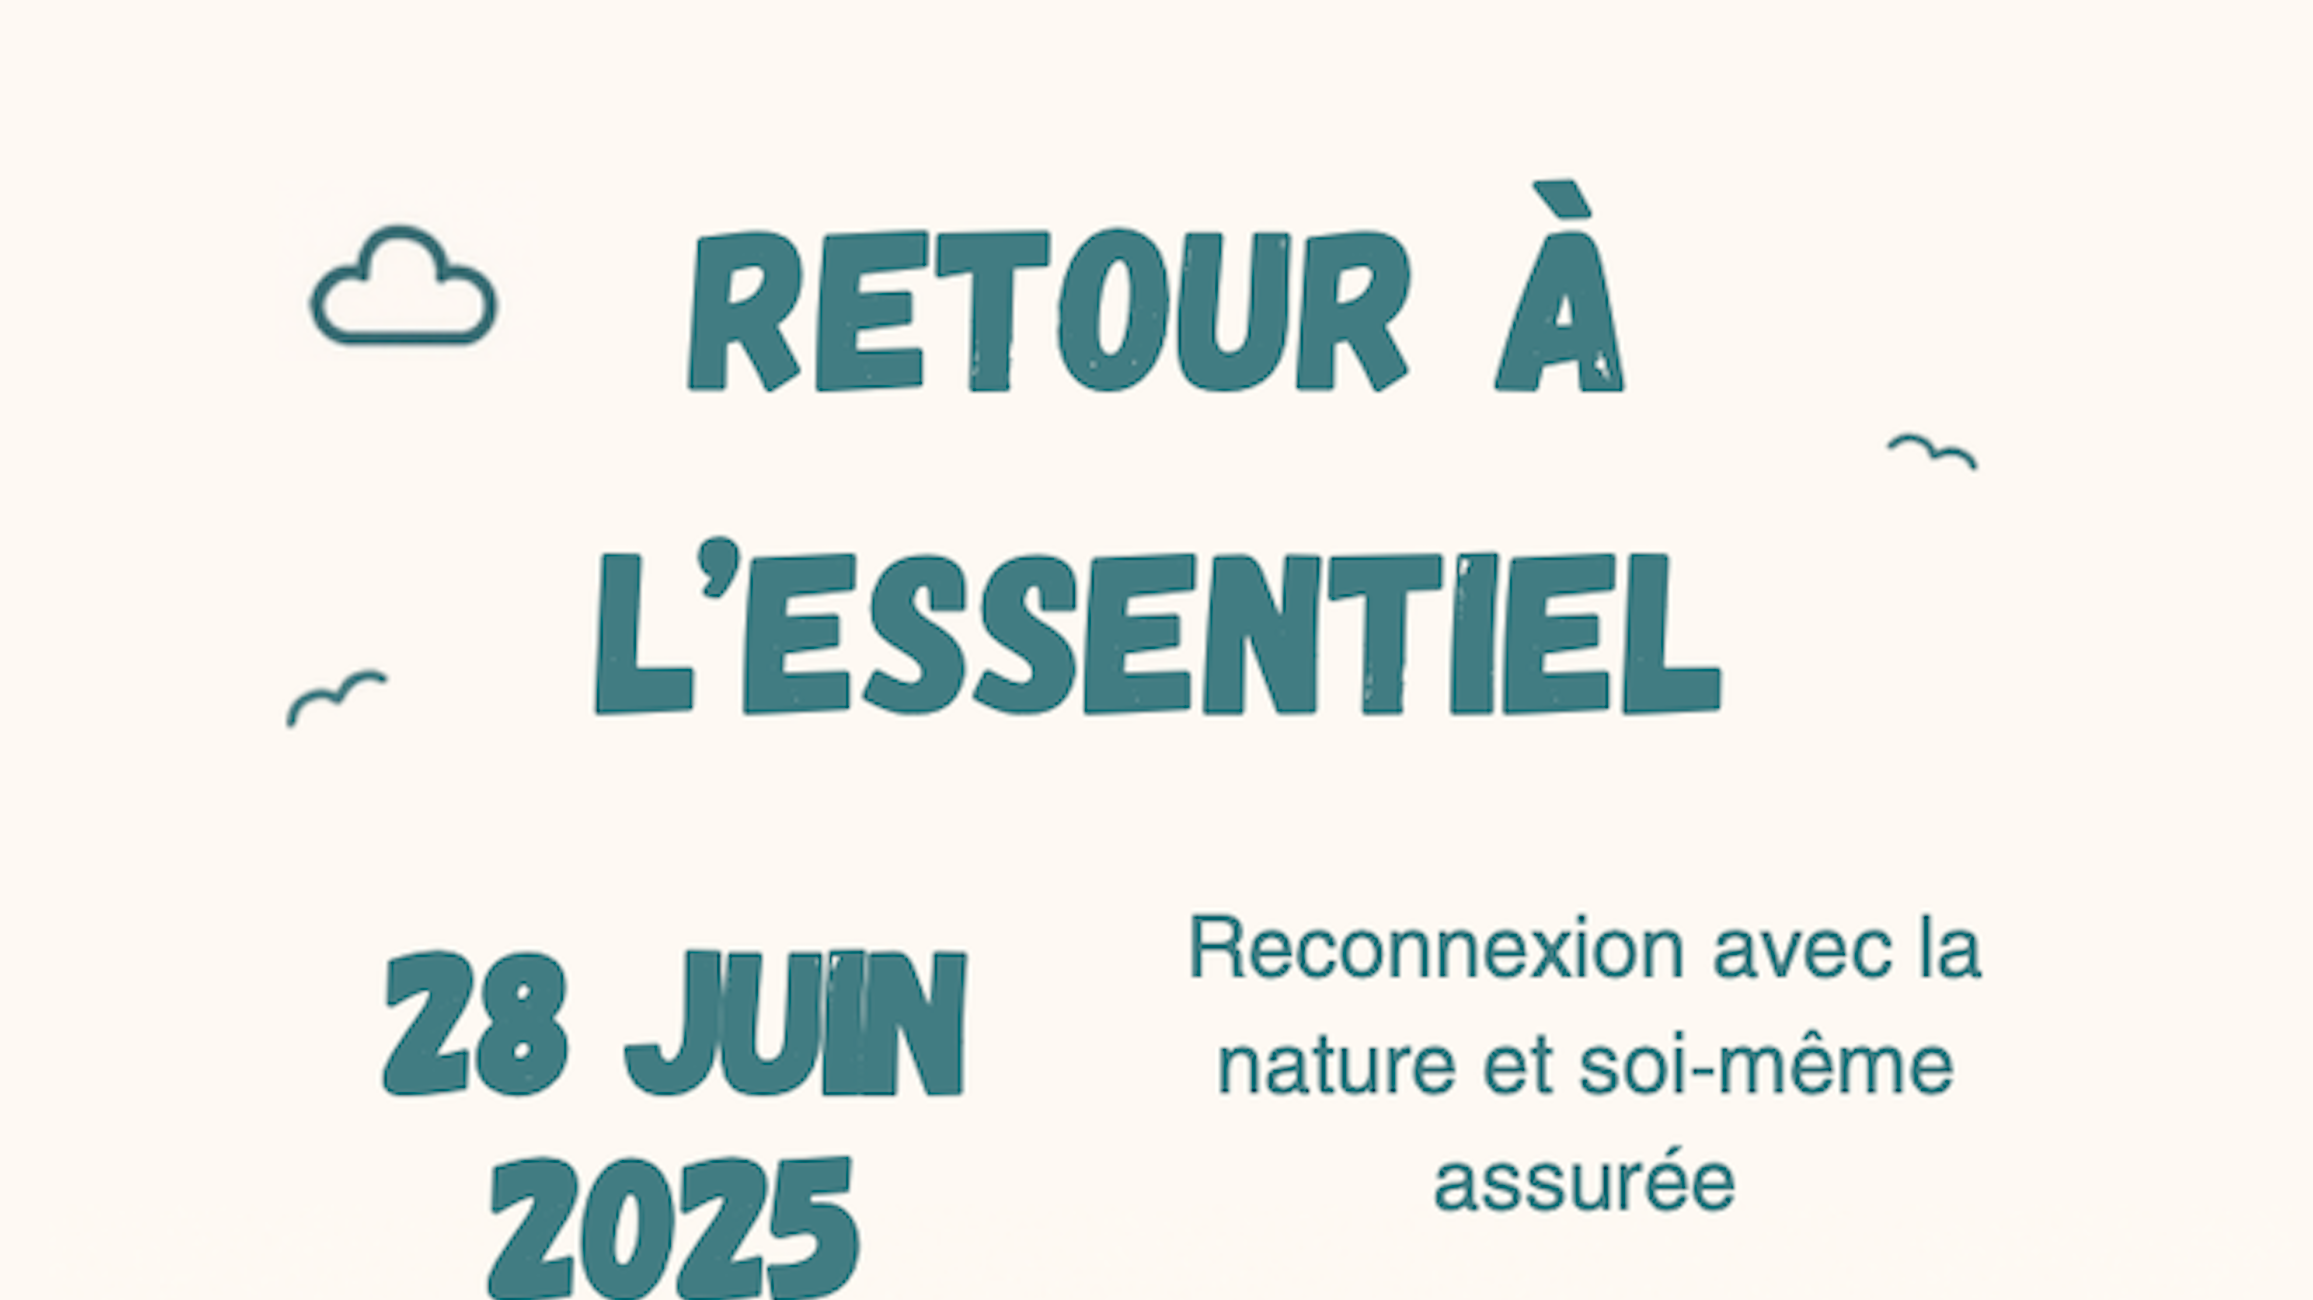 RETOUR À
L’ESSENTIEL
28 JUIN
2025
Reconnexion avec la
nature et soi-même
assurée